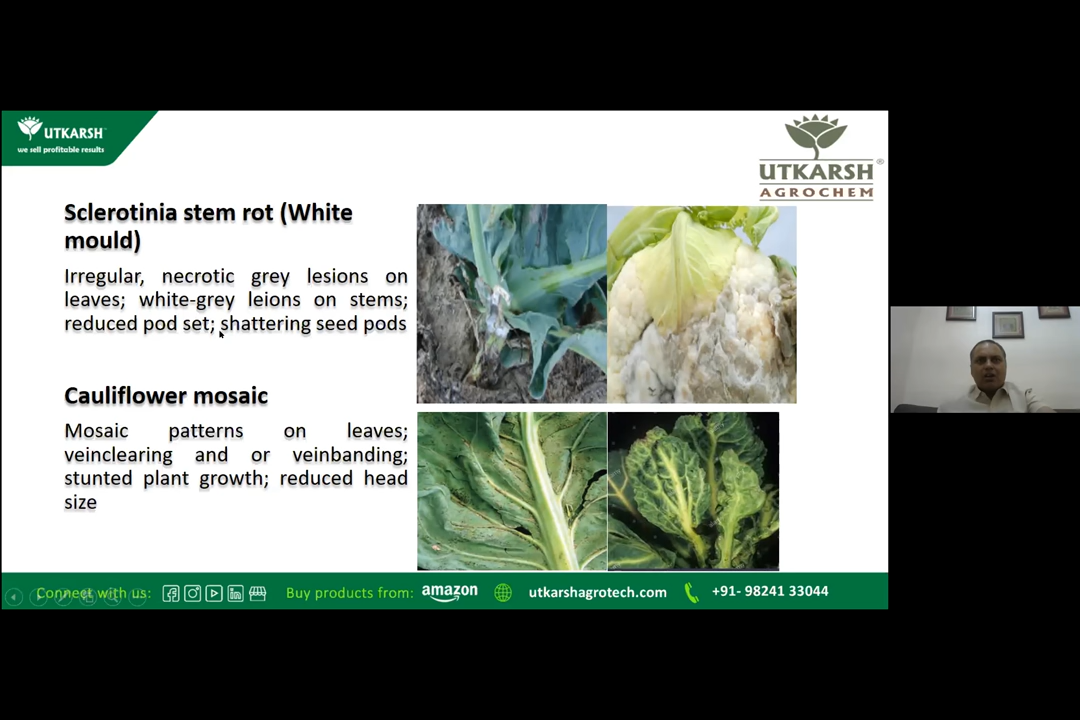 UTKARSH
we sell profitable results
UTKARSH®
AGROCHEM
Sclerotinia stem rot (White
mould)
Irregular, necrotic grey lesions on
leaves; white-grey leions on stems;
reduced pod set; shattering seed pods
Cauliflower mosaic
Mosaic patterns on leaves;
veinclearing and or veinbanding;
stunted plant growth; reduced head
size
Connect with us: Buy products from: amazon utkarshagrotech.com +91- 98241 33044